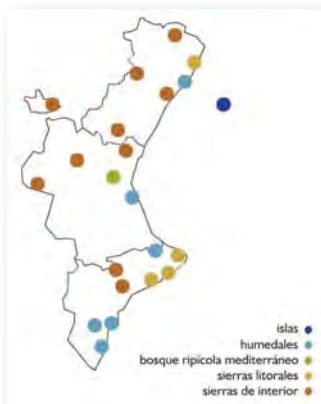 islas
humedales
bosque ripícola mediterráneo
sierras litorales
sierras de interior